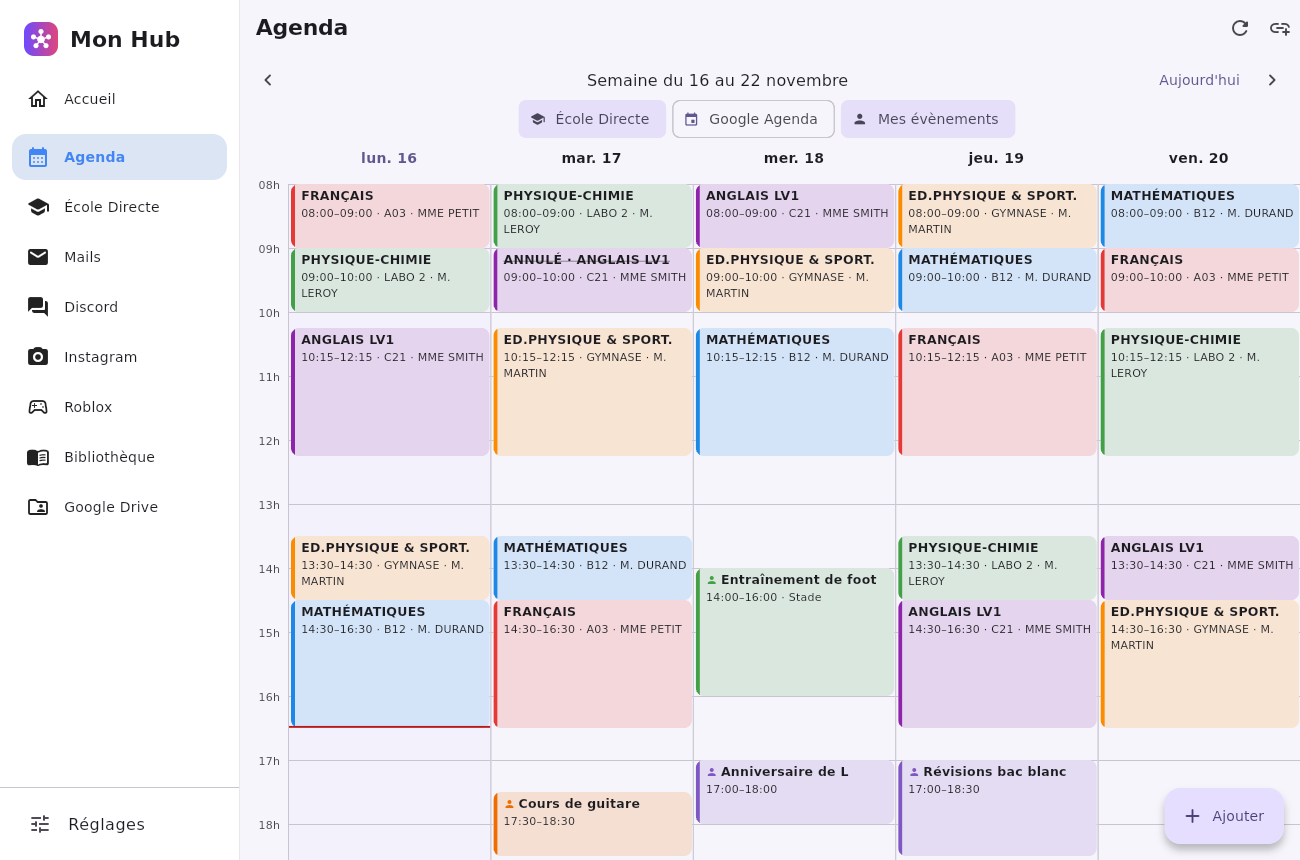 Mon Hub
Accueil
Agenda
École Directe
Mails
Discord
Instagram
Roblox
Bibliothèque
Google Drive
Réglages
Agenda
Semaine du 16 au 22 novembre
Aujourd'hui
École Directe
Google Agenda
Mes évènements
lun. 16
mar. 17
mer. 18
jeu. 19
ven. 20
08h
09h
10h
11h
12h
13h
14h
15h
16h
17h
18h
FRANÇAIS
08:00–09:00 · A03 · MME PETIT
PHYSIQUE-CHIMIE
09:00–10:00 · LABO 2 · M.
LEROY
ANGLAIS LV1
10:15–12:15 · C21 · MME SMITH
ED.PHYSIQUE & SPORT.
13:30–14:30 · GYMNASE · M.
MARTIN
MATHÉMATIQUES
14:30–16:30 · B12 · M. DURAND
PHYSIQUE-CHIMIE
08:00–09:00 · LABO 2 · M.
LEROY
ANNULÉ · ANGLAIS LV1
09:00–10:00 · C21 · MME SMITH
ED.PHYSIQUE & SPORT.
10:15–12:15 · GYMNASE · M.
MARTIN
MATHÉMATIQUES
13:30–14:30 · B12 · M. DURAND
FRANÇAIS
14:30–16:30 · A03 · MME PETIT
Cours de guitare
17:30–18:30
ANGLAIS LV1
08:00–09:00 · C21 · MME SMITH
ED.PHYSIQUE & SPORT.
09:00–10:00 · GYMNASE · M.
MARTIN
MATHÉMATIQUES
10:15–12:15 · B12 · M. DURAND
Entraînement de foot
14:00–16:00 · Stade
Anniversaire de L
17:00–18:00
ED.PHYSIQUE & SPORT.
08:00–09:00 · GYMNASE · M.
MARTIN
MATHÉMATIQUES
09:00–10:00 · B12 · M. DURAND
FRANÇAIS
10:15–12:15 · A03 · MME PETIT
PHYSIQUE-CHIMIE
13:30–14:30 · LABO 2 · M.
LEROY
ANGLAIS LV1
14:30–16:30 · C21 · MME SMITH
Révisions bac blanc
17:00–18:30
MATHÉMATIQUES
08:00–09:00 · B12 · M. DURAND
FRANÇAIS
09:00–10:00 · A03 · MME PETIT
PHYSIQUE-CHIMIE
10:15–12:15 · LABO 2 · M.
LEROY
ANGLAIS LV1
13:30–14:30 · C21 · MME SMITH
ED.PHYSIQUE & SPORT.
14:30–16:30 · GYMNASE · M.
MARTIN
Ajouter